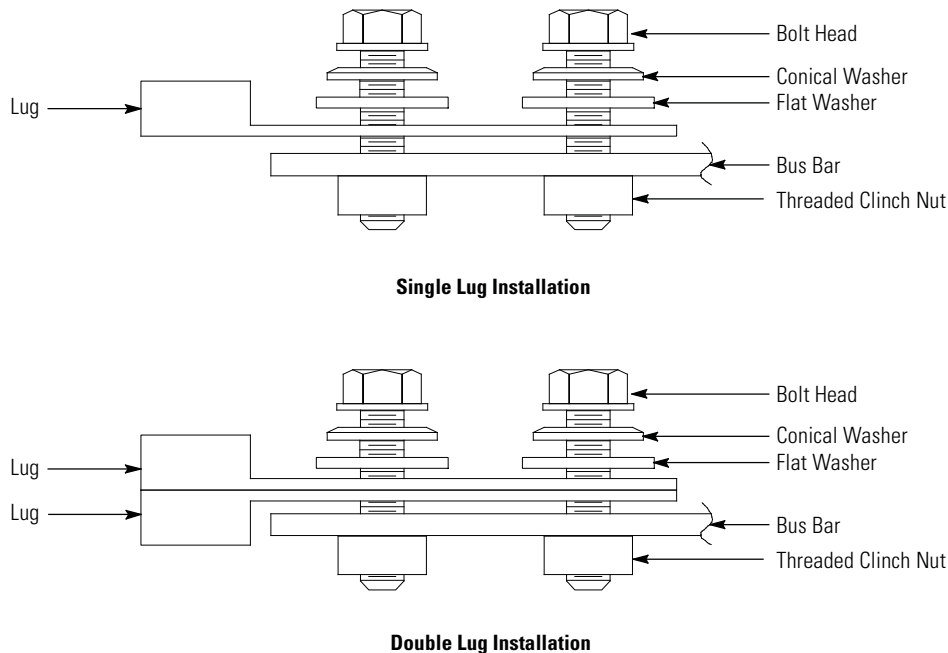 Bolt Head
Conical Washer
Lug
Flat Washer
Bus Bar
Threaded Clinch Nut
Single Lug Installation
Bolt Head
Conical Washer
Lug
Flat Washer
Lug
Bus Bar
Threaded Clinch Nut
Double Lug Installation